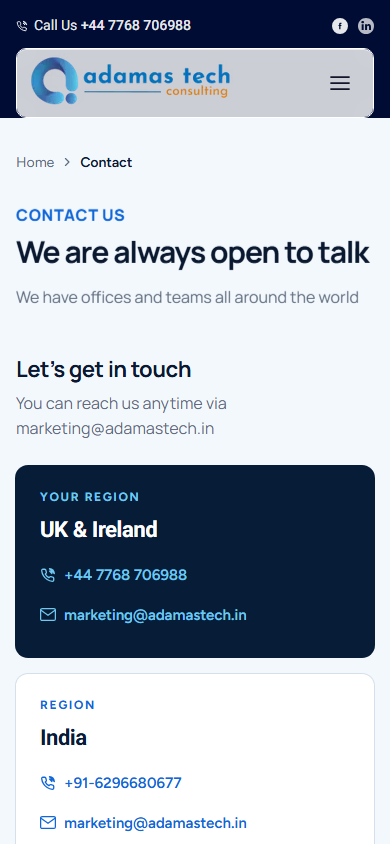 Call Us +44 7768 706988
adamas tech
consulting
Home > Contact
CONTACT US
We are always open to talk
We have offices and teams all around the world
Let's get in touch
You can reach us anytime via
marketing@adamastech.in
YOUR REGION
UK & Ireland
+44 7768 706988
marketing@adamastech.in
REGION
India
+91-6296680677
marketing@adamastech.in